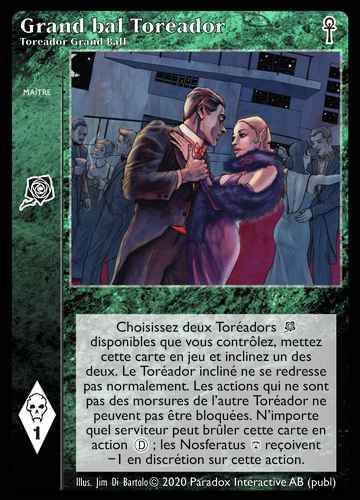 Grand bal Toréador
Toreador Grand Ball
MAÎTRE
Choisissez deux Toréadors
disponibles que vous contrôlez, mettez
cette carte en jeu et inclinez un des
deux. Le Toréador incliné ne se redresse
pas normalement. Les actions qui ne sont
pas des morsures de l'autre Toréador ne
peuvent pas être bloquées. N'importe
quel serviteur peut brûler cette carte en
action Ⓓ ; les Nosferatus reçoivent
−1 en discrétion sur cette action.
1
Illus. Jim Di Bartolo © 2020 Paradox Interactive AB (publ)